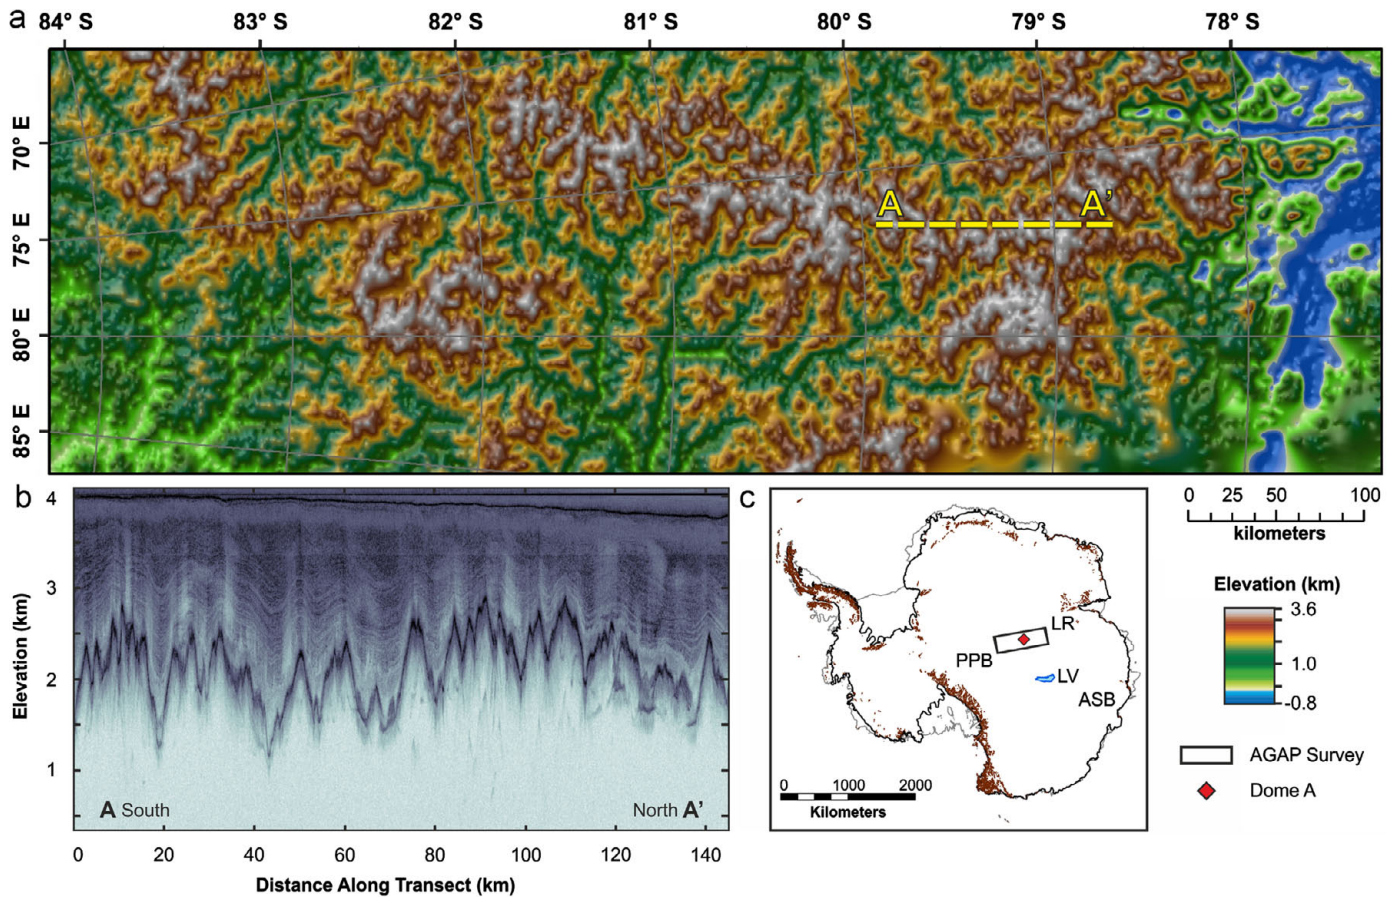 a
84° S 83° S 82° S 81° S 80° S 79° S 78° S
70° E
75° E
80° E
85° E
A A’
b
4
3
2
1
Elevation (km)
A South
North A’
0 20 40 60 80 100 120 140
Distance Along Transect (km)
c
LR
PPB
LV
ASB
0 1000 2000
Kilometers
0 25 50 100
kilometers
Elevation (km)
3.6
1.0
-0.8
AGAP Survey
Dome A